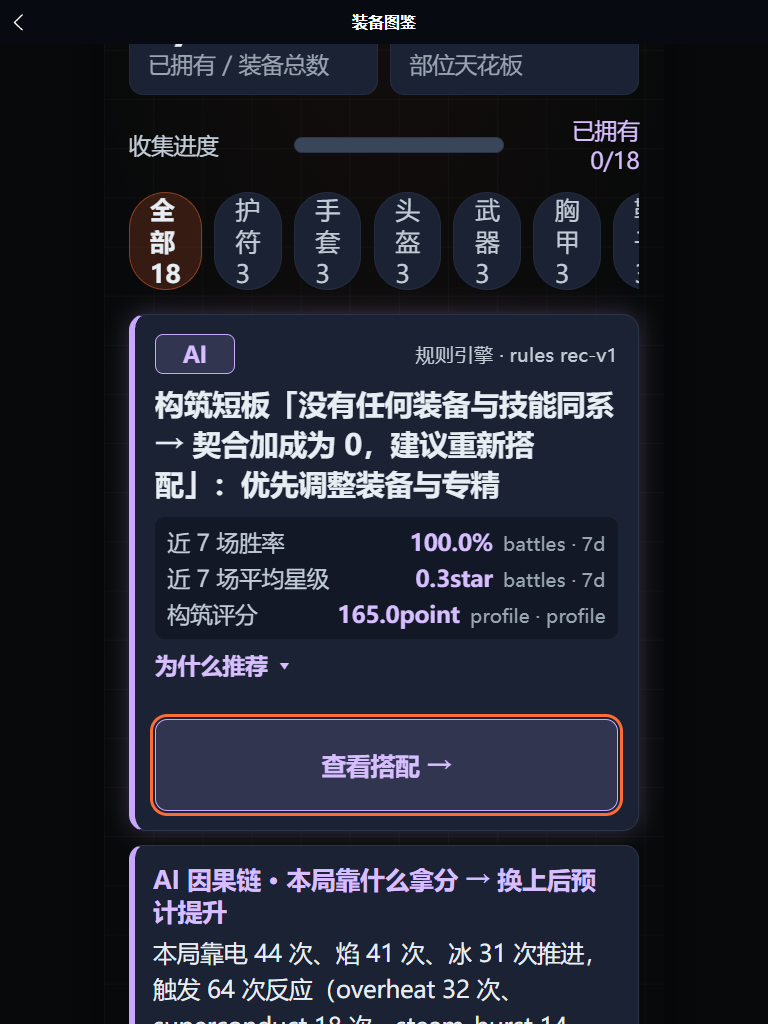 装备图鉴
已拥有 / 装备总数
部位天花板
收集进度
已拥有
0/18
全
部
18
护
符
3
手
套
3
头
盔
3
武
器
3
胸
甲
3
AI
规则引擎 · rules rec-v1
构筑短板「没有任何装备与技能同系
→ 契合加成为 0，建议重新搭
配」：优先调整装备与专精
近 7 场胜率 100.0% battles · 7d
近 7 场平均星级 0.3star battles · 7d
构筑评分 165.0point profile · profile
为什么推荐 ▾
查看搭配 →
AI 因果链 • 本局靠什么拿分 → 换上后预
计提升
本局靠电 44 次、焰 41 次、冰 31 次推进，
触发 64 次反应（overheat 32 次、
superconduct 18 次、steam-burst 14